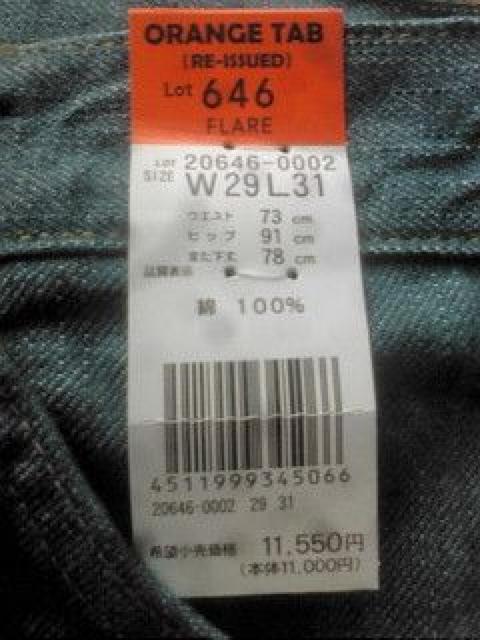 ORANGE TAB
(RE-ISSUED)
Lot 646
FLARE
LOT 20646-0002
SIZE W29L31
ウエスト 73 cm
ヒップ 91 cm
また下丈 78 cm
品質表示
綿 100%
4511999345066
20646-0002 29 31
希望小売価格 11,550円
(本体11,000円)